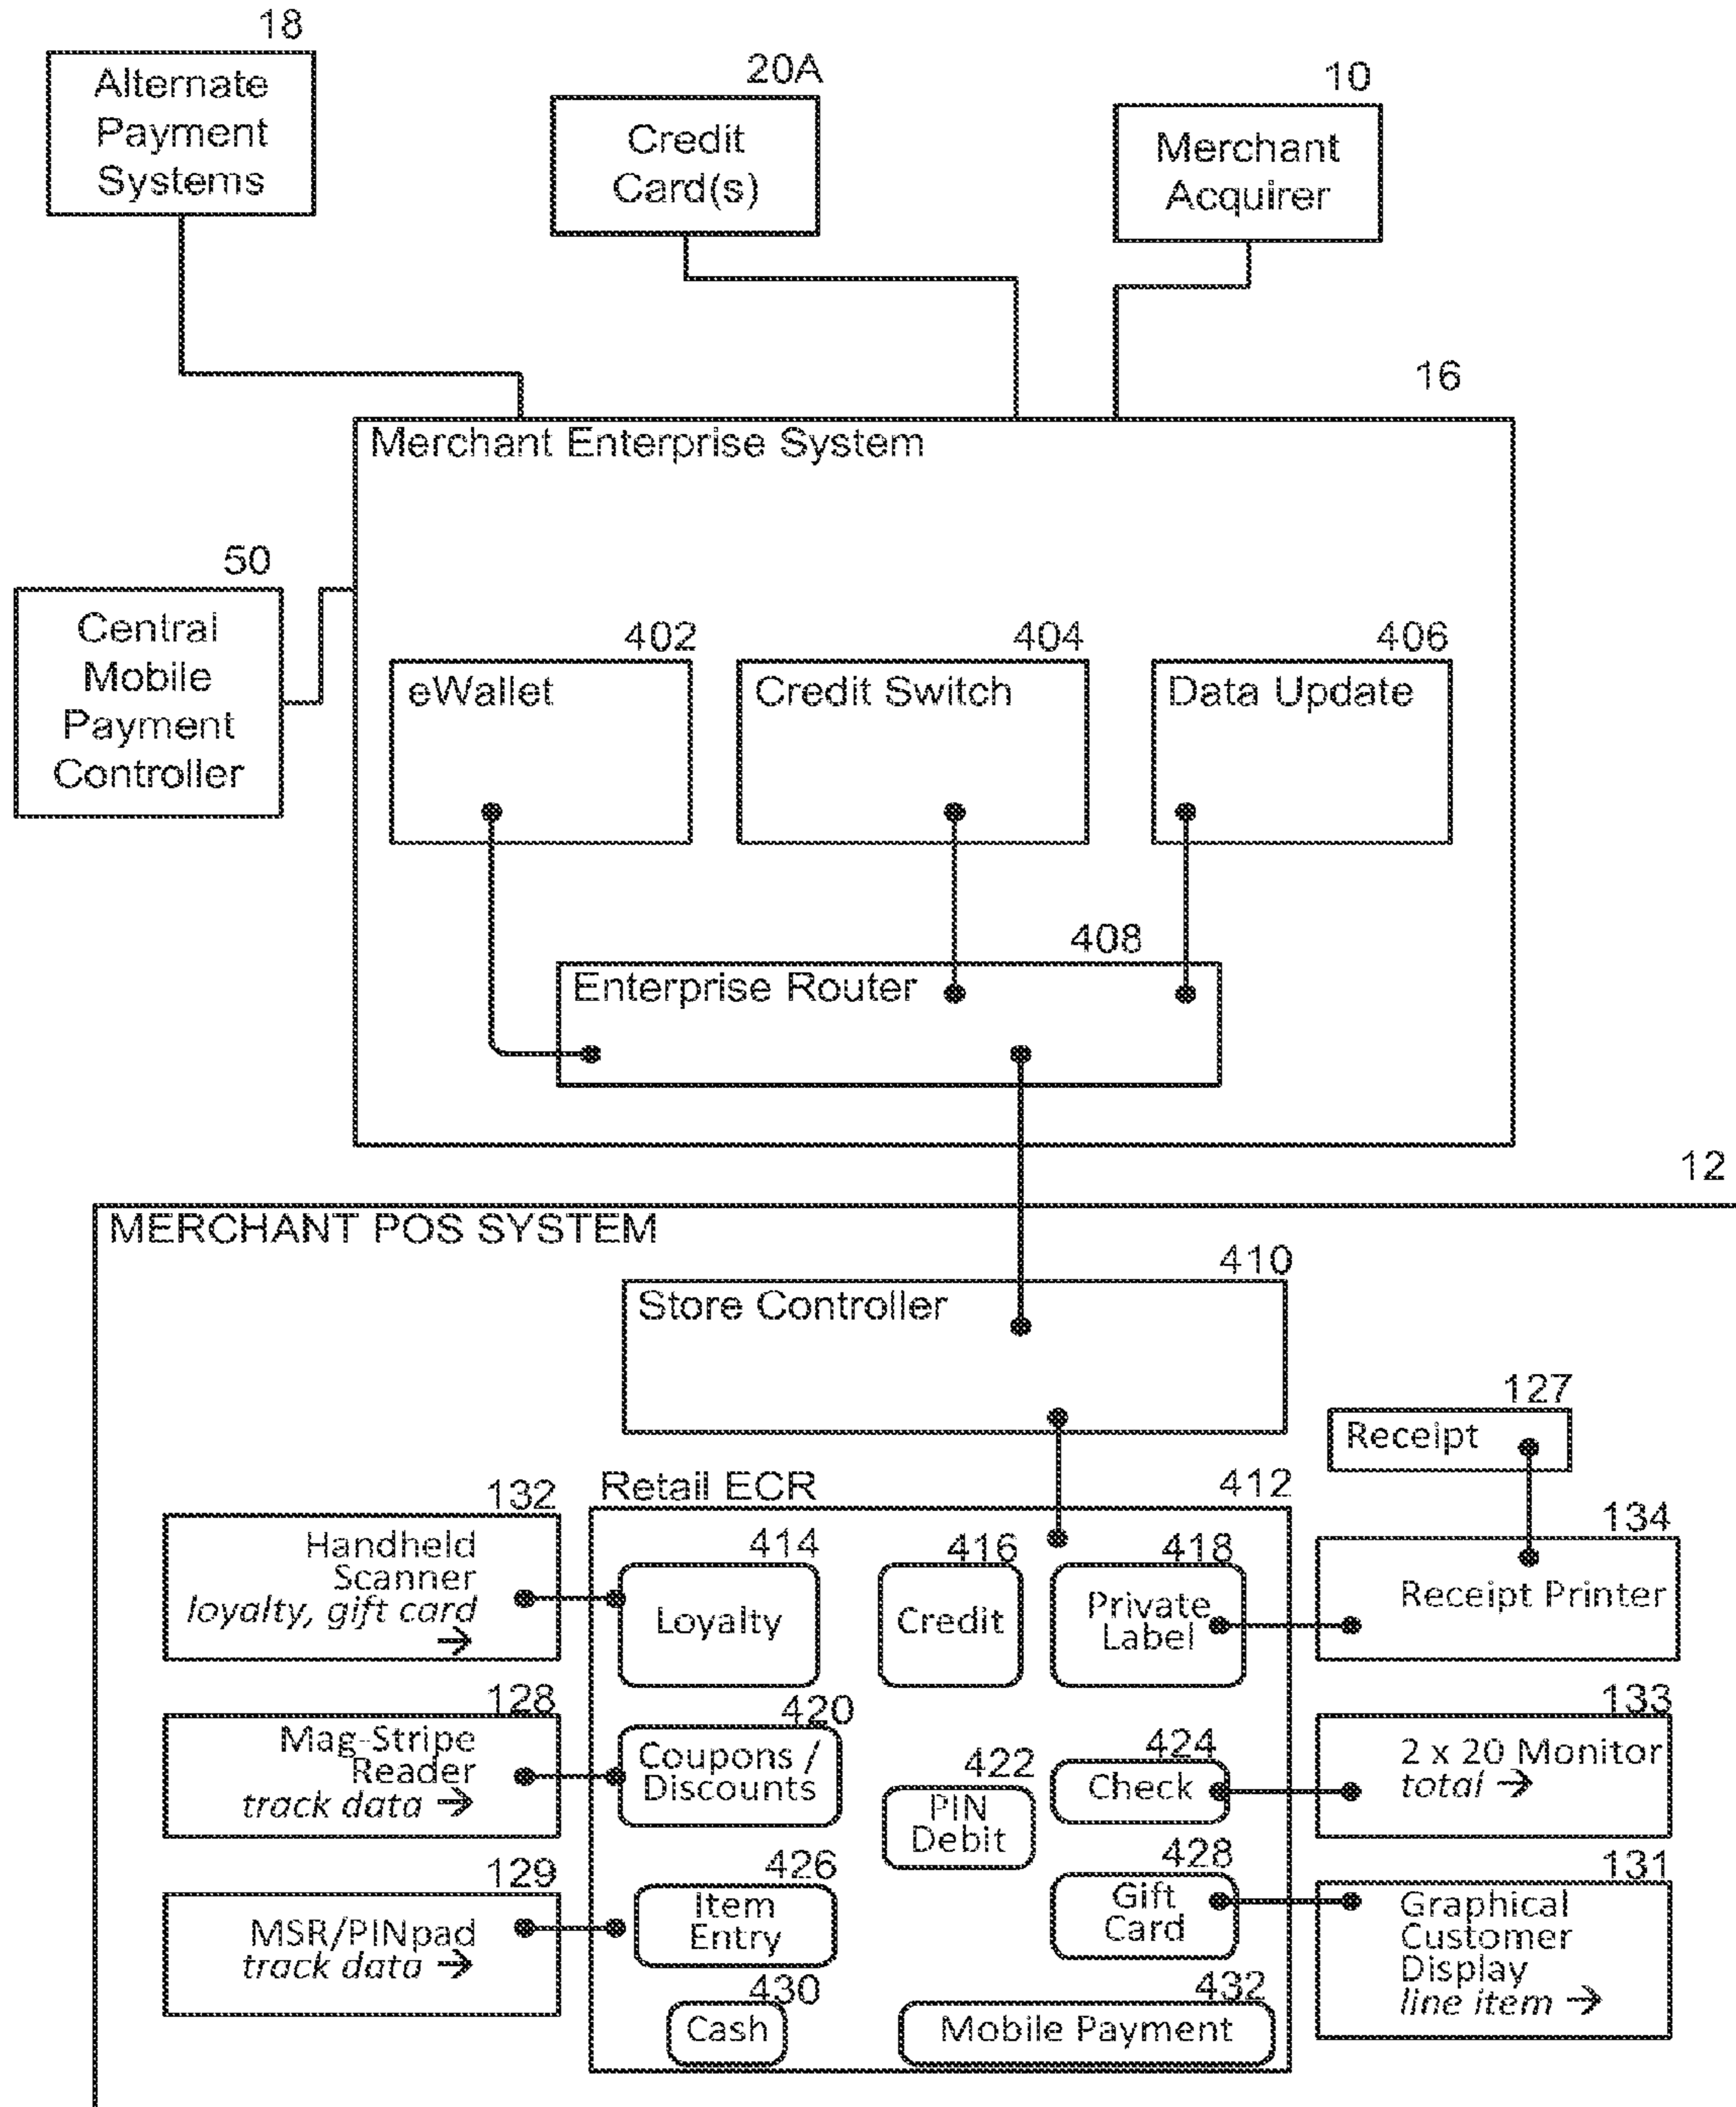 18
Alternate
Payment
Systems
20A
Credit
Card(s)
10
Merchant
Acquirer
16
Merchant Enterprise System
50
Central
Mobile
Payment
Controller
402
eWallet
404
Credit Switch
406
Data Update
408
Enterprise Router
12
MERCHANT POS SYSTEM
410
Store Controller
127
Receipt
Retail ECR
412
132
Handheld
Scanner
loyalty, gift card
→
414
Loyalty
416
Credit
418
Private
Label
134
Receipt Printer
128
Mag-Stripe
Reader
track data →
420
Coupons /
Discounts
422
PIN
Debit
424
Check
133
2 x 20 Monitor
total →
129
MSR/PINpad
track data →
426
Item
Entry
428
Gift
Card
131
Graphical
Customer
Display
line item →
430
Cash
432
Mobile Payment